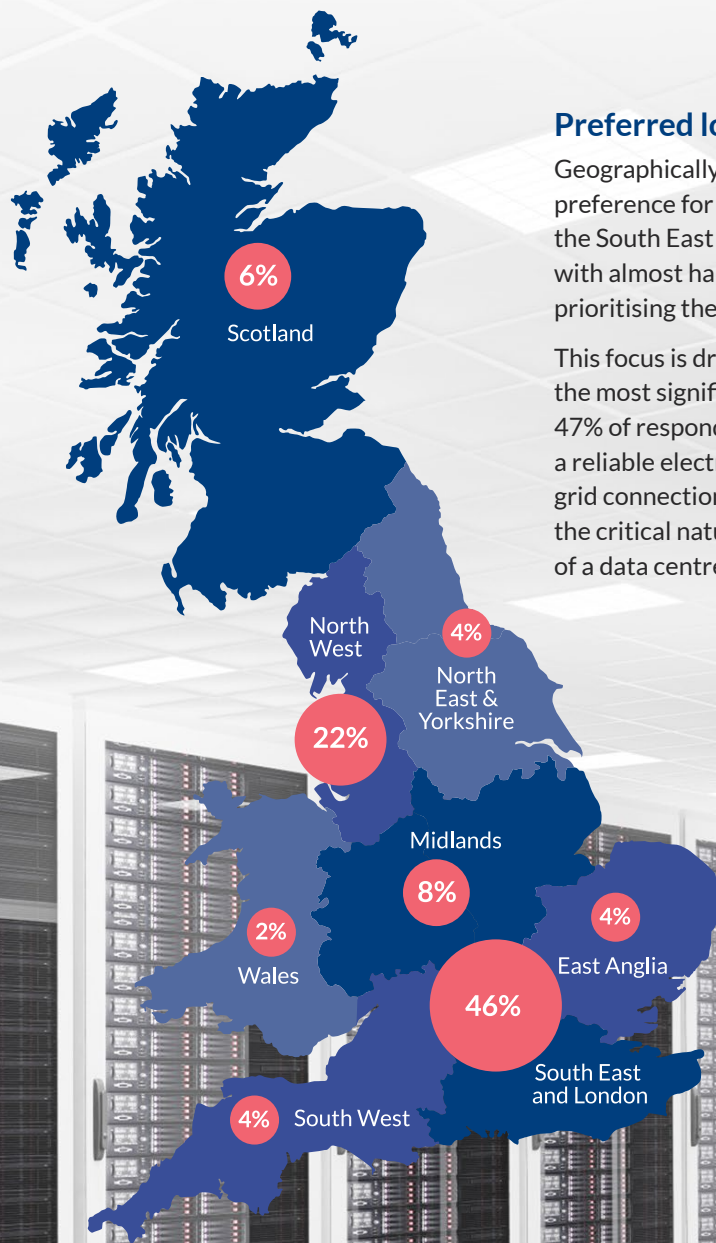 Preferred lo
Geographically
preference for
the South East
with almost ha
prioritising the
This focus is dr
the most signif
47% of respond
a reliable electr
grid connection
the critical natu
of a data centre
6%
Scotland
North
West
4%
North
East &
Yorkshire
22%
Midlands
8%
4%
East Anglia
2%
Wales
46%
South East
and London
4%
South West